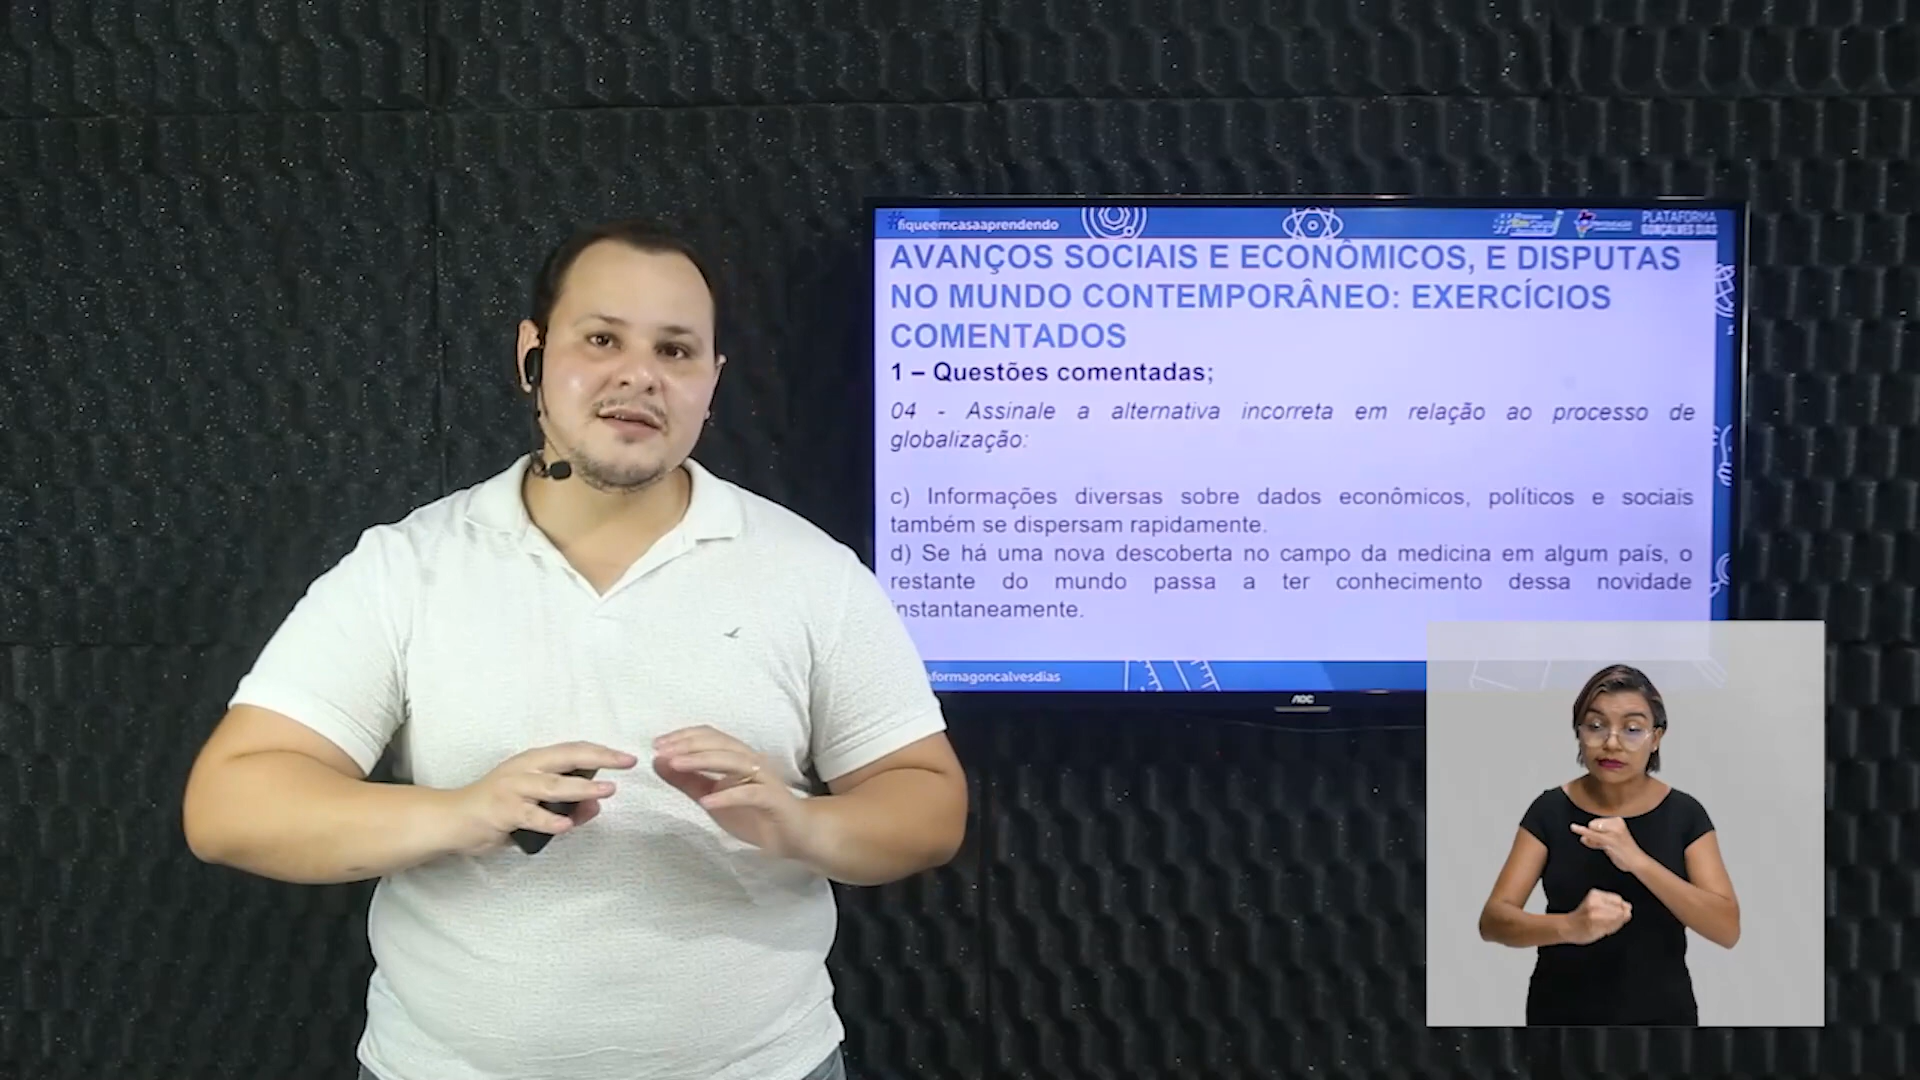 #fiqueemcasaaprendendo
PLATAFORMA
GONÇALVES DIAS
AVANÇOS SOCIAIS E ECONÔMICOS, E DISPUTAS
NO MUNDO CONTEMPORÂNEO: EXERCÍCIOS
COMENTADOS
1 – Questões comentadas;
04 - Assinale a alternativa incorreta em relação ao processo de
globalização:
c) Informações diversas sobre dados econômicos, políticos e sociais
também se dispersam rapidamente.
d) Se há uma nova descoberta no campo da medicina em algum país, o
restante do mundo passa a ter conhecimento dessa novidade
instantaneamente.
aformagoncalvesdias
AOC